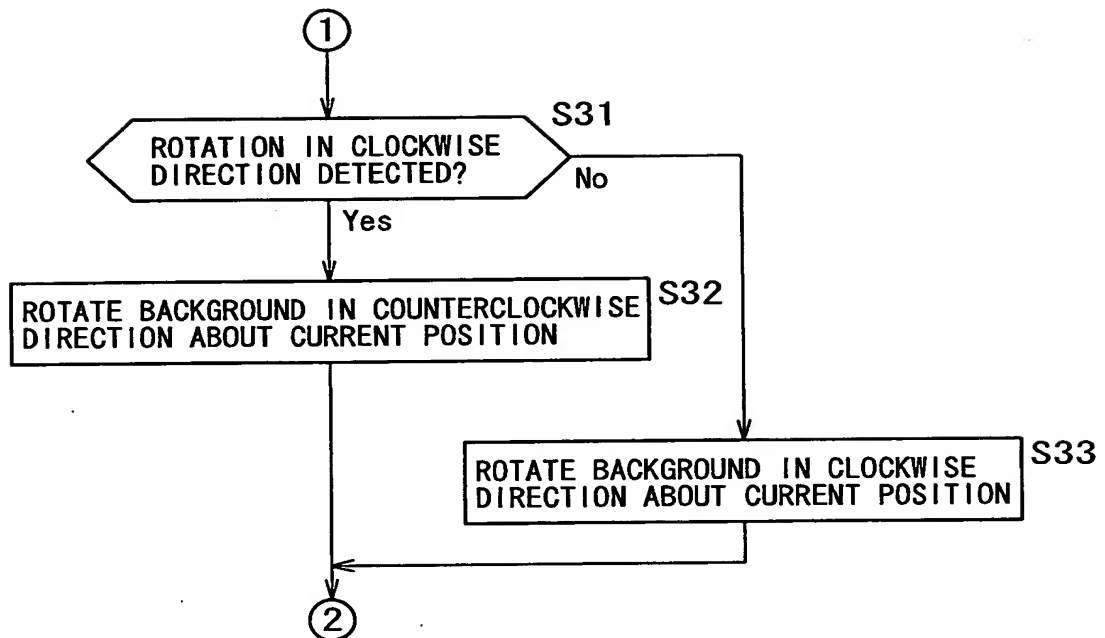 1
S31
ROTATION IN CLOCKWISE
DIRECTION DETECTED?
No
Yes
S32
ROTATE BACKGROUND IN COUNTERCLOCKWISE
DIRECTION ABOUT CURRENT POSITION
S33
ROTATE BACKGROUND IN CLOCKWISE
DIRECTION ABOUT CURRENT POSITION
2